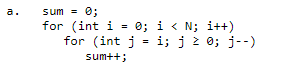 a. sum = 0;
for (int i = 0; i < N; i++)
for (int j = i; j ≥ 0; j--)
sum++;